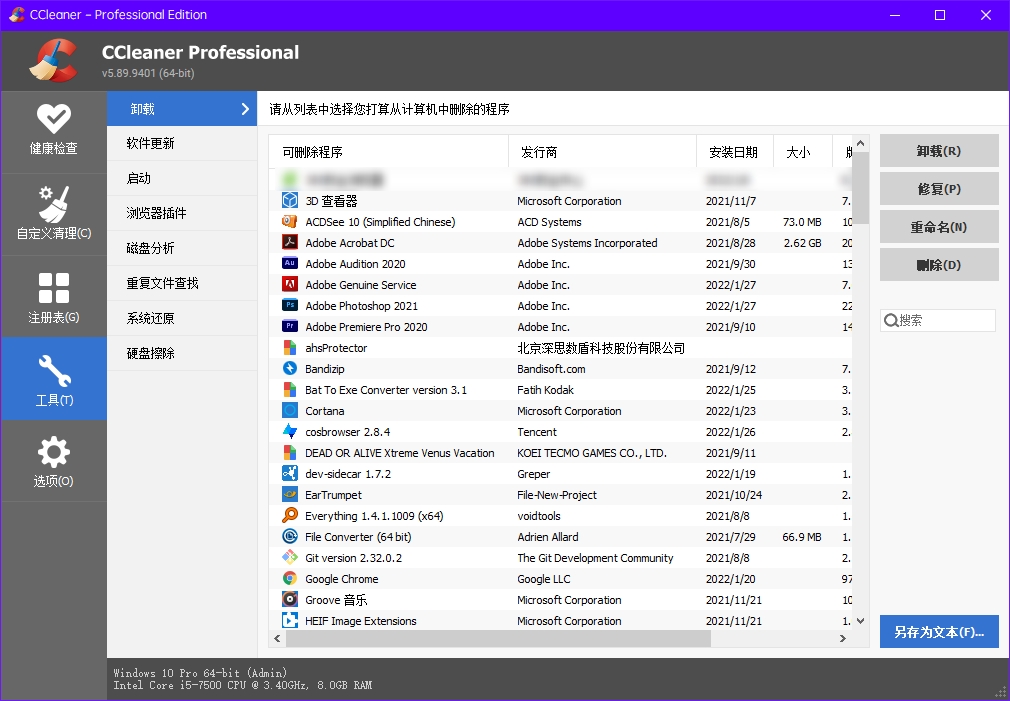 CCleaner – Professional Edition
CCleaner Professional
v5.89.9401 (64-bit)
健康检查
自定义清理(C)
注册表(G)
工具(T)
选项(O)
卸载
软件更新
启动
浏览器插件
磁盘分析
重复文件查找
系统还原
硬盘擦除
请从列表中选择您打算从计算机中删除的程序
可删除程序 发行商 安装日期 大小 版
3D 查看器 Microsoft Corporation 2021/11/7 7.
ACDSee 10 (Simplified Chinese) ACD Systems 2021/8/5 73.0 MB 10
Adobe Acrobat DC Adobe Systems Incorporated 2021/8/28 2.62 GB 20
Adobe Audition 2020 Adobe Inc. 2021/9/30 13
Adobe Genuine Service Adobe Inc. 2022/1/27 7.
Adobe Photoshop 2021 Adobe Inc. 2022/1/27 22
Adobe Premiere Pro 2020 Adobe Inc. 2021/9/10 14
ahsProtector 北京深思数盾科技股份有限公司
Bandizip Bandisoft.com 2021/9/12 7.
Bat To Exe Converter version 3.1 Fatih Kodak 2022/1/25 3.
Cortana Microsoft Corporation 2022/1/23 3.
cosbrowser 2.8.4 Tencent 2022/1/26 2.
DEAD OR ALIVE Xtreme Venus Vacation KOEI TECMO GAMES CO., LTD. 2021/9/11
dev-sidecar 1.7.2 Greper 2022/1/19 1.
EarTrumpet File-New-Project 2021/10/24 2.
Everything 1.4.1.1009 (x64) voidtools 2021/8/8 1.
File Converter (64 bit) Adrien Allard 2021/7/29 66.9 MB 1.
Git version 2.32.0.2 The Git Development Community 2021/8/8 2.
Google Chrome Google LLC 2022/1/20 97
Groove 音乐 Microsoft Corporation 2021/11/21 10
HEIF Image Extensions Microsoft Corporation 2021/11/21 1.
卸载(R)
修复(P)
重命名(N)
删除(D)
搜索
另存为文本(F)...
Windows 10 Pro 64-bit (Admin)
Intel Core i5-7500 CPU @ 3.40GHz, 8.0GB RAM